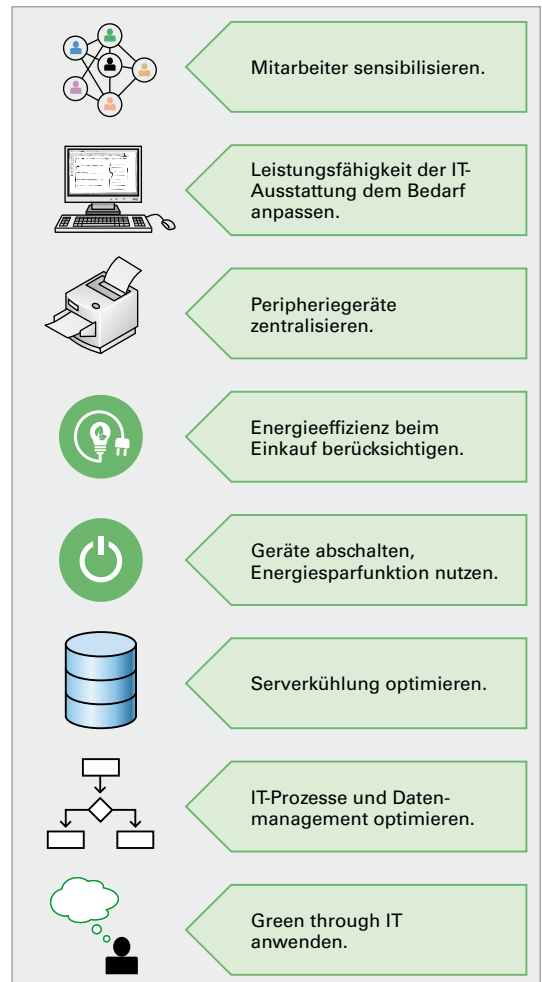 Mitarbeiter sensibilisieren.
Leistungsfähigkeit der IT-
Ausstattung dem Bedarf
anpassen.
Peripheriegeräte
zentralisieren.
Energieeffizienz beim
Einkauf berücksichtigen.
Geräte abschalten,
Energiesparfunktion nutzen.
Serverkühlung optimieren.
IT-Prozesse und Daten-
management optimieren.
Green through IT
anwenden.